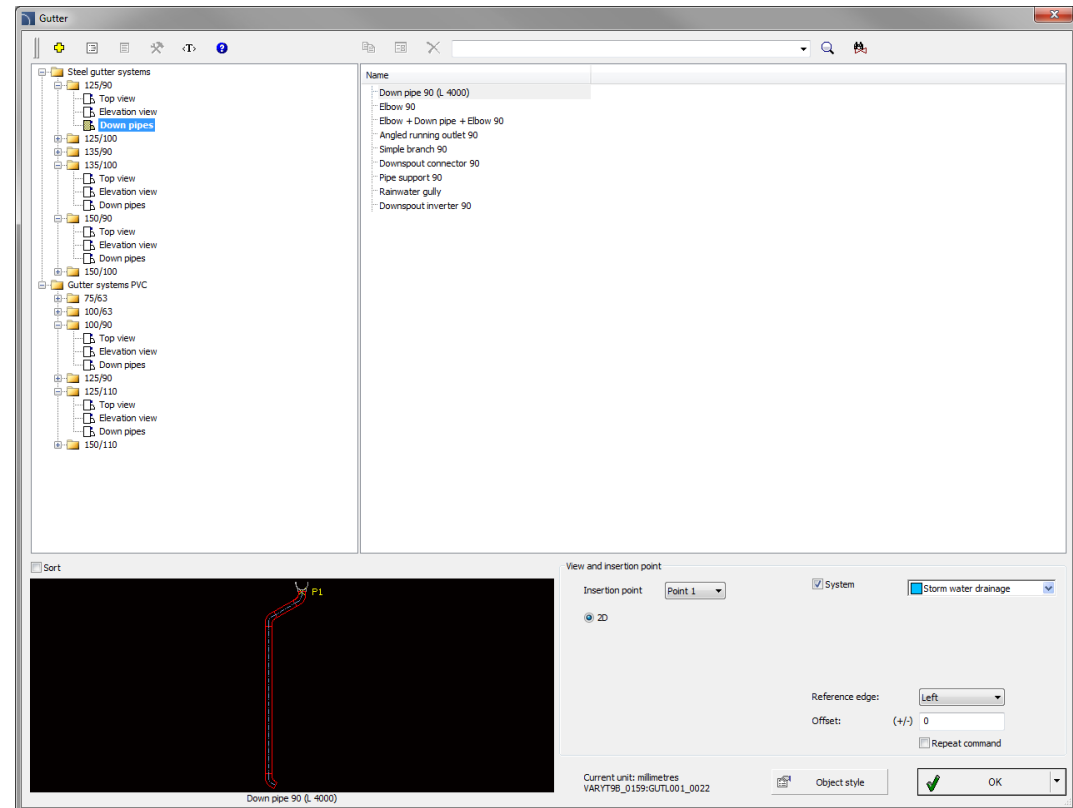 Gutter
Steel gutter systems
125/90
Top view
Elevation view
Down pipes
125/100
135/90
135/100
Top view
Elevation view
Down pipes
150/90
Top view
Elevation view
Down pipes
150/100
Gutter systems PVC
75/63
100/63
100/90
Top view
Elevation view
Down pipes
125/90
125/110
Top view
Elevation view
Down pipes
150/110
Name
Down pipe 90 (L 4000)
Elbow 90
Elbow + Down pipe + Elbow 90
Angled running outlet 90
Simple branch 90
Downspout connector 90
Pipe support 90
Rainwater gully
Downspout inverter 90
Sort
P1
Down pipe 90 (L 4000)
View and insertion point
Insertion point Point 1
System Storm water drainage
2D
Reference edge: Left
Offset: (+/-) 0
Repeat command
Current unit: millimetres
VARYT9B_0159:GUTL001_0022
Object style
OK